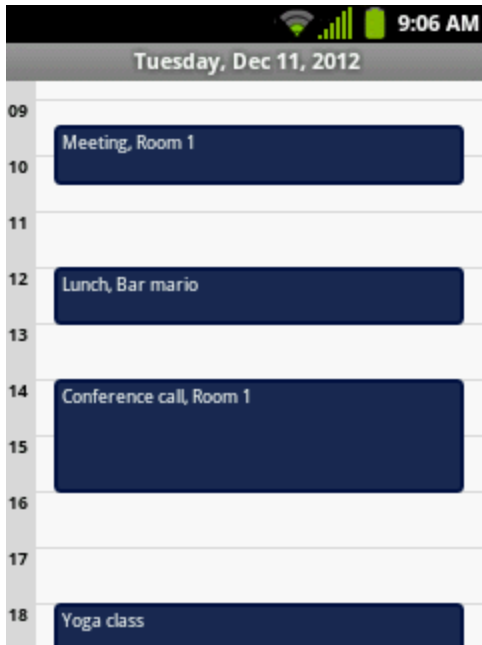 9:06 AM
Tuesday, Dec 11, 2012
09
Meeting, Room 1
10
11
12
Lunch, Bar mario
13
14
Conference call, Room 1
15
16
17
18
Yoga class